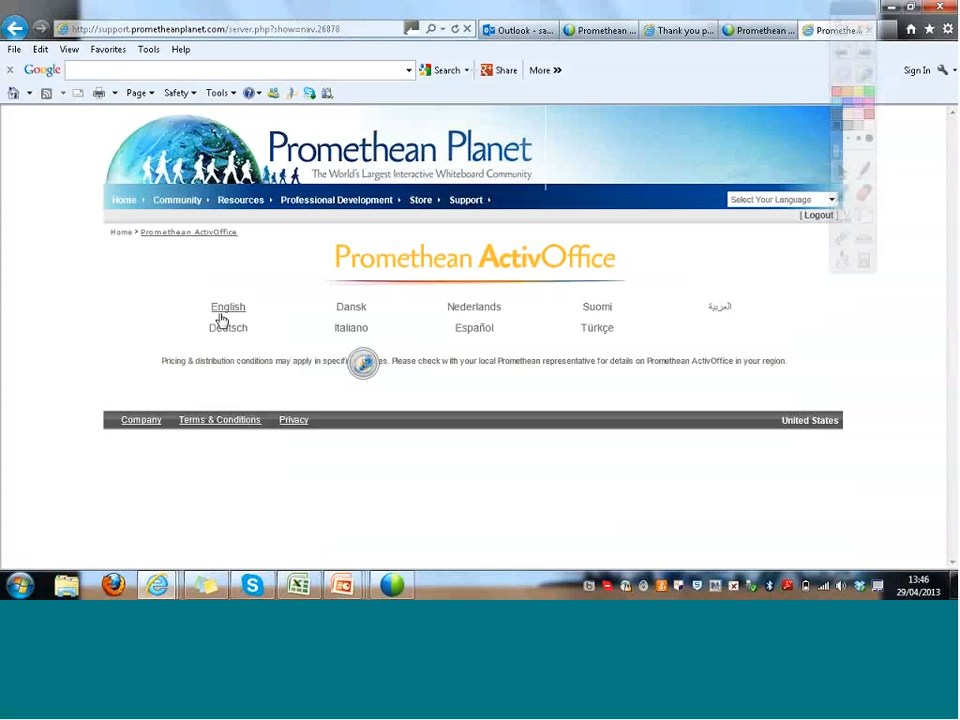 http://support.prometheanplanet.com/server.php?show=nav.26878
Outlook - sa...
Promethean ...
Thank you p...
Promethean ...
Promethe...
File Edit View Favorites Tools Help
Google Search Share More » Sign In
Page Safety Tools
Promethean Planet
The World's Largest Interactive Whiteboard Community
Home Community Resources Professional Development Store Support Select Your Language
[ Logout ]
Home > Promethean ActivOffice
Promethean ActivOffice
English Dansk Nederlands Suomi العربية
Deutsch Italiano Español Türkçe
Pricing & distribution conditions may apply in specifi es. Please check with your local Promethean representative for details on Promethean ActivOffice in your region.
Company Terms & Conditions Privacy United States
13:46
29/04/2013